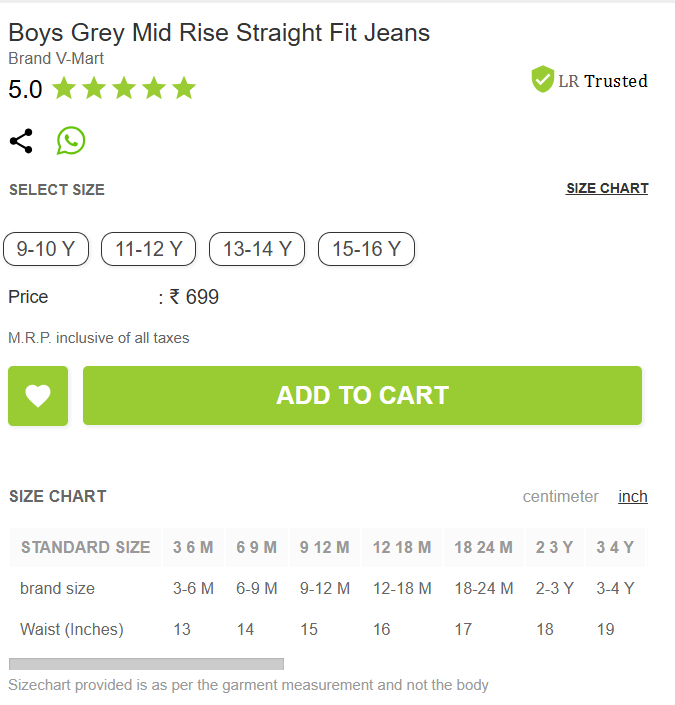 Boys Grey Mid Rise Straight Fit Jeans
Brand V-Mart
5.0
LR Trusted
SELECT SIZE SIZE CHART
9-10 Y 11-12 Y 13-14 Y 15-16 Y
Price : ₹ 699
M.R.P. inclusive of all taxes
ADD TO CART
SIZE CHART centimeter inch
STANDARD SIZE 3 6 M 6 9 M 9 12 M 12 18 M 18 24 M 2 3 Y 3 4 Y
brand size 3-6 M 6-9 M 9-12 M 12-18 M 18-24 M 2-3 Y 3-4 Y
Waist (Inches) 13 14 15 16 17 18 19
Sizechart provided is as per the garment measurement and not the body